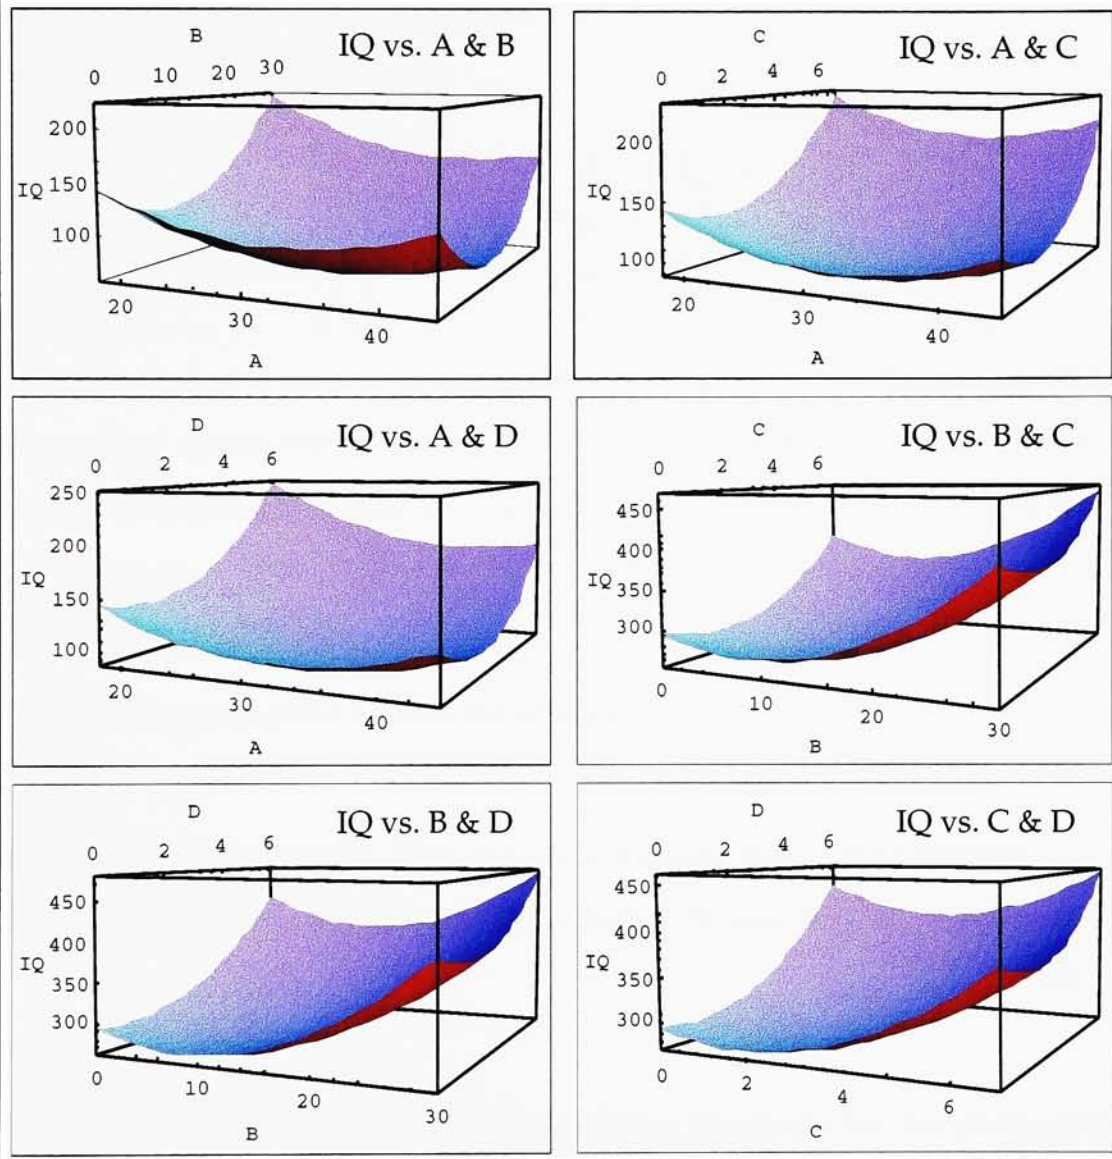 B
IQ vs. A & B
0 10 20 30
200
IQ 150
100
20 30 40
A
C
IQ vs. A & C
0 2 4 6
200
IQ
150
100
20 30 40
A
D
IQ vs. A & D
0 2 4 6
250
200
IQ
150
100
20 30 40
A
C
IQ vs. B & C
0 2 4 6
450
400
IQ
350
300
0 10 20 30
B
D
IQ vs. B & D
0 2 4 6
450
400
IQ
350
300
0 10 20 30
B
D
IQ vs. C & D
0 2 4 6
450
400
IQ
350
300
0 2 4 6
C